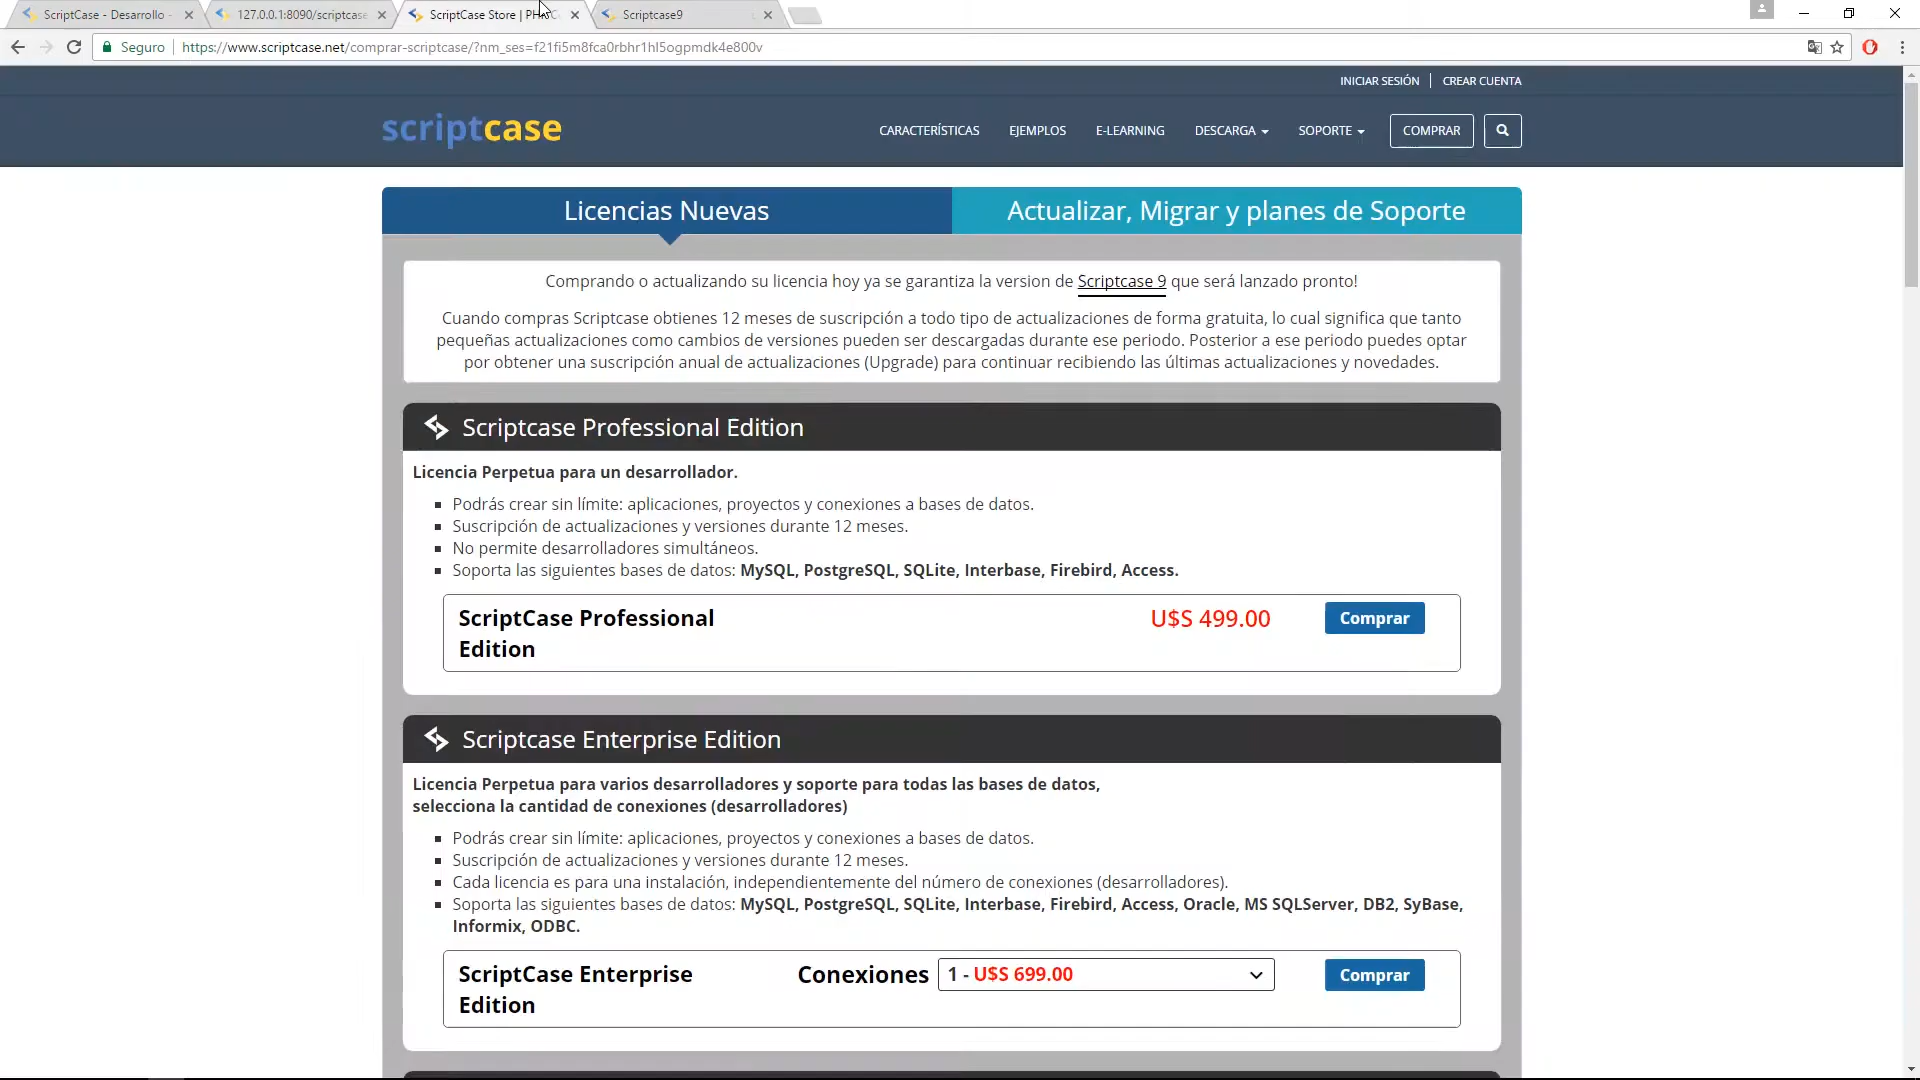 ScriptCase - Desarrollo -
127.0.0.1:8090/scriptcase
ScriptCase Store | PH
Scriptcase9
Seguro
https://www.scriptcase.net/comprar-scriptcase/?nm_ses=f21fi5m8fca0rbhr1hl5ogpmdk4e800v
INICIAR SESIÓN
CREAR CUENTA
scriptcase
CARACTERÍSTICAS
EJEMPLOS
E-LEARNING
DESCARGA
SOPORTE
COMPRAR
Licencias Nuevas
Actualizar, Migrar y planes de Soporte
Comprando o actualizando su licencia hoy ya se garantiza la version de Scriptcase 9 que será lanzado pronto!
Cuando compras Scriptcase obtienes 12 meses de suscripción a todo tipo de actualizaciones de forma gratuita, lo cual significa que tanto
pequeñas actualizaciones como cambios de versiones pueden ser descargadas durante ese periodo. Posterior a ese periodo puedes optar
por obtener una suscripción anual de actualizaciones (Upgrade) para continuar recibiendo las últimas actualizaciones y novedades.
Scriptcase Professional Edition
Licencia Perpetua para un desarrollador.
Podrás crear sin límite: aplicaciones, proyectos y conexiones a bases de datos.
Suscripción de actualizaciones y versiones durante 12 meses.
No permite desarrolladores simultáneos.
Soporta las siguientes bases de datos: MySQL, PostgreSQL, SQLite, Interbase, Firebird, Access.
ScriptCase Professional
Edition
U$S 499.00
Comprar
Scriptcase Enterprise Edition
Licencia Perpetua para varios desarrolladores y soporte para todas las bases de datos,
selecciona la cantidad de conexiones (desarrolladores)
Podrás crear sin límite: aplicaciones, proyectos y conexiones a bases de datos.
Suscripción de actualizaciones y versiones durante 12 meses.
Cada licencia es para una instalación, independientemente del número de conexiones (desarrolladores).
Soporta las siguientes bases de datos: MySQL, PostgreSQL, SQLite, Interbase, Firebird, Access, Oracle, MS SQLServer, DB2, SyBase,
Informix, ODBC.
ScriptCase Enterprise
Edition
Conexiones
1 - U$S 699.00
Comprar